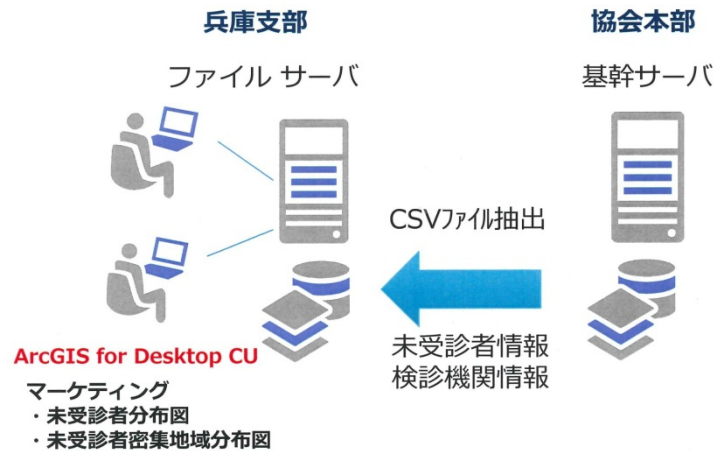 兵庫支部
協会本部
ファイル サーバ
基幹サーバ
CSVファイル抽出
未受診者情報
検診機関情報
ArcGIS for Desktop CU
マーケティング
・未受診者分布図
・未受診者密集地域分布図